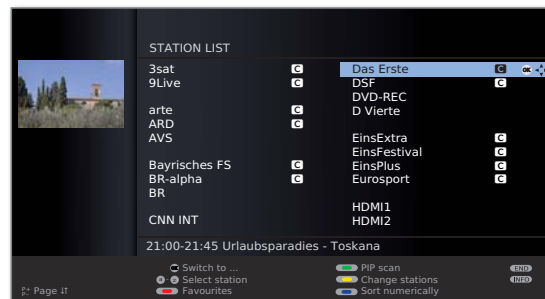 STATION LIST
3sat C
9Live C
arte C
ARD C
AVS
Bayrisches FS C
BR-alpha C
BR
CNN INT
Das Erste C OK
DSF C
DVD-REC
D Vierte
EinsExtra C
EinsFestival C
EinsPlus C
Eurosport C
HDMI1
HDMI2
21:00-21:45 Urlaubsparadies - Toskana
Switch to ...
Select station
Favourites
PIP scan
Change stations
Sort numerically
END
INFO
P+ P- Page